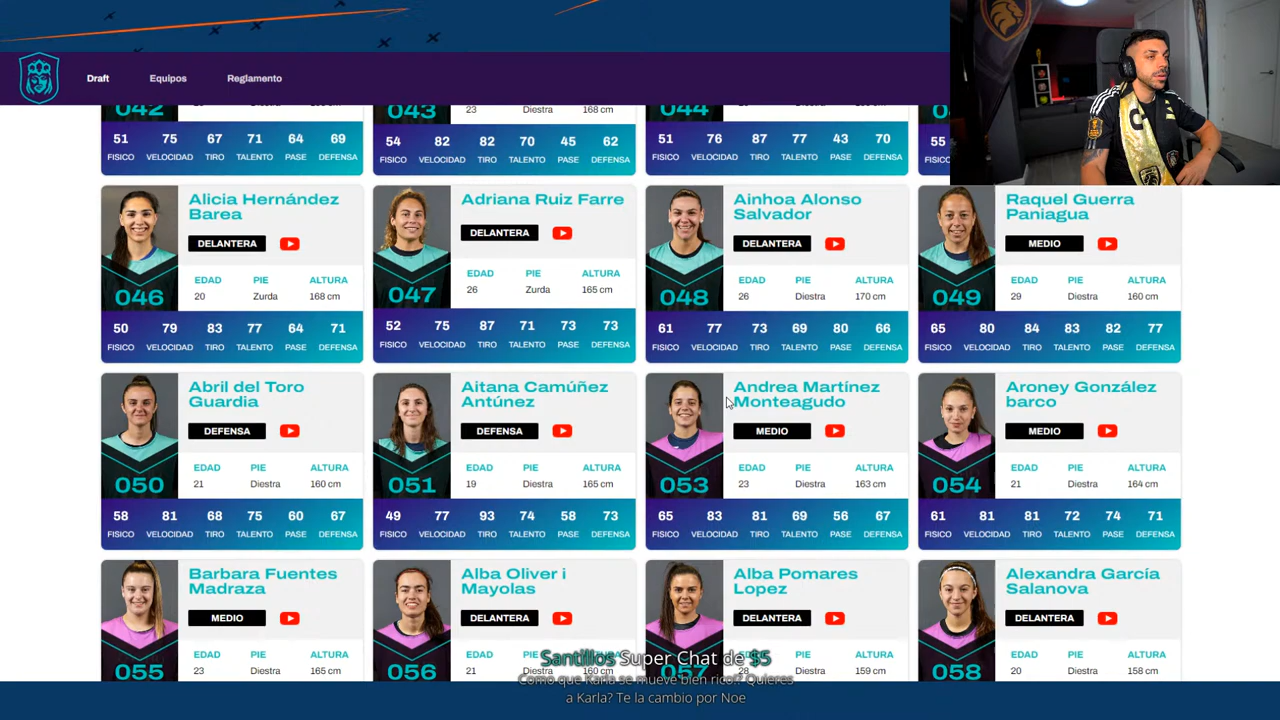 Draft Equipos Reglamento
042
168 cm
043 23 Diestra 168 cm
044
51 75 67 71 64 69
FISICO VELOCIDAD TIRO TALENTO PASE DEFENSA
54 82 82 70 45 62
FISICO VELOCIDAD TIRO TALENTO PASE DEFENSA
51 76 87 77 43 70
FISICO VELOCIDAD TIRO TALENTO PASE DEFENSA
55
FISICO
Alicia Hernández
Barea
DELANTERA
EDAD PIE ALTURA
20 Zurda 168 cm
046
50 79 83 77 64 71
FISICO VELOCIDAD TIRO TALENTO PASE DEFENSA
Adriana Ruiz Farre
DELANTERA
EDAD PIE ALTURA
26 Zurda 165 cm
047
52 75 87 71 73 73
FISICO VELOCIDAD TIRO TALENTO PASE DEFENSA
Ainhoa Alonso
Salvador
DELANTERA
EDAD PIE ALTURA
26 Diestra 170 cm
048
61 77 73 69 80 66
FISICO VELOCIDAD TIRO TALENTO PASE DEFENSA
Raquel Guerra
Paniagua
MEDIO
EDAD PIE ALTURA
29 Diestra 160 cm
049
65 80 84 83 82 77
FISICO VELOCIDAD TIRO TALENTO PASE DEFENSA
Abril del Toro
Guardia
DEFENSA
EDAD PIE ALTURA
21 Diestra 160 cm
050
58 81 68 75 60 67
FISICO VELOCIDAD TIRO TALENTO PASE DEFENSA
Aitana Camúñez
Antúnez
DEFENSA
EDAD PIE ALTURA
19 Diestra 165 cm
051
49 77 93 74 58 73
FISICO VELOCIDAD TIRO TALENTO PASE DEFENSA
Andrea Martínez
Monteagudo
MEDIO
EDAD PIE ALTURA
23 Diestra 163 cm
053
65 83 81 69 56 67
FISICO VELOCIDAD TIRO TALENTO PASE DEFENSA
Aroney González
barco
MEDIO
EDAD PIE ALTURA
21 Diestra 164 cm
054
61 81 81 72 74 71
FISICO VELOCIDAD TIRO TALENTO PASE DEFENSA
Barbara Fuentes
Madraza
MEDIO
EDAD PIE ALTURA
23 Diestra 165 cm
055
Alba Oliver i
Mayolas
DELANTERA
EDAD PIE
21 Diestra 160 cm
056
Alba Pomares
Lopez
DELANTERA
28 Diestra 159 cm
Alexandra García
Salanova
DELANTERA
EDAD PIE ALTURA
20 Diestra 158 cm
058
Santillos Super Chat de $5
Como que Karla se mueve bien rico!? Quieres
a Karla? Te la cambio por Noe